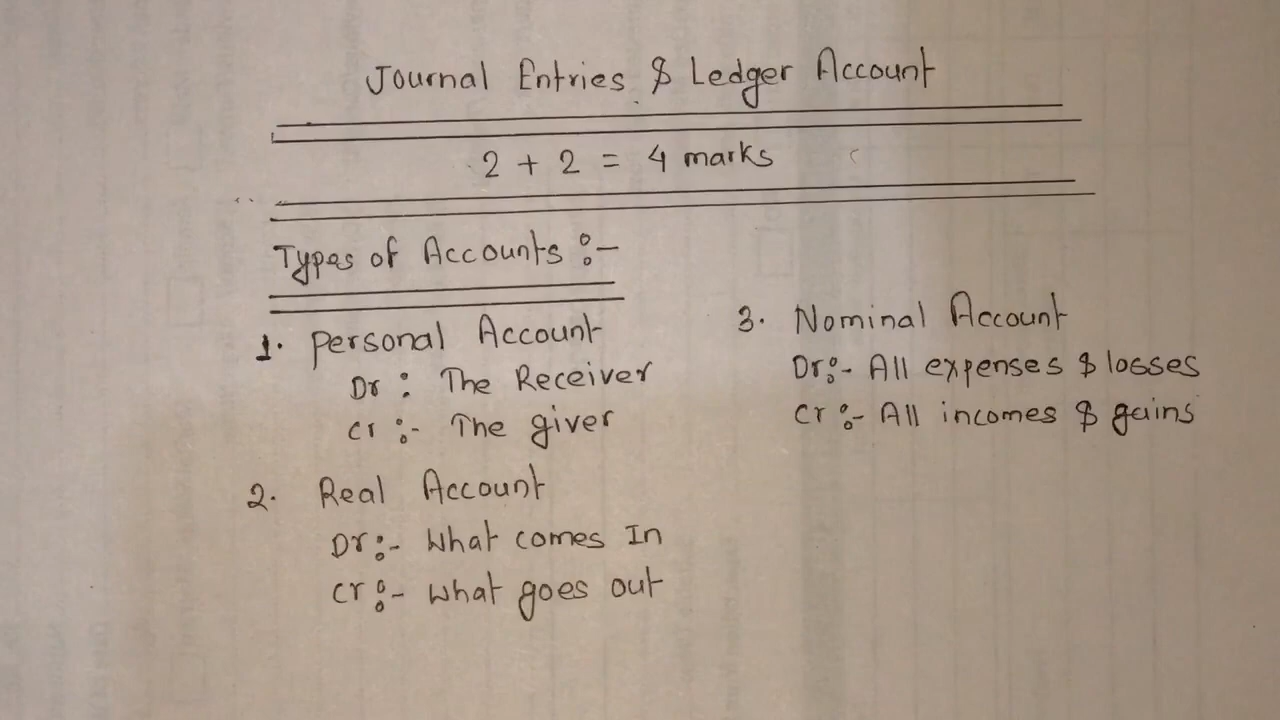 Journal Entries & Ledger Account
2 + 2 = 4 marks
Types of Accounts :-
1. Personal Account
Dr : The Receiver
Cr :- The giver
2. Real Account
Dr :- What comes In
Cr :- What goes out
3. Nominal Account
Dr :- All expenses & losses
Cr :- All incomes & gains